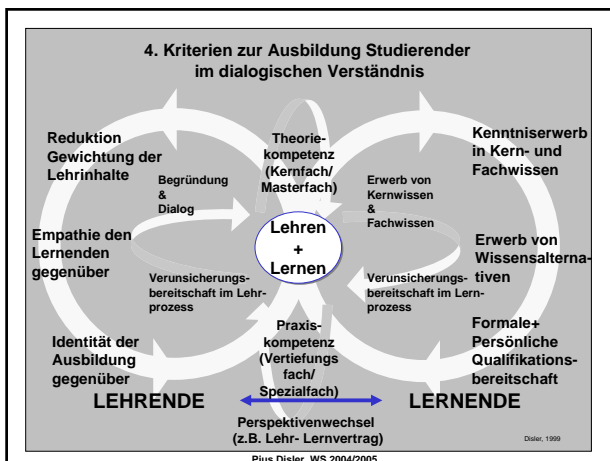 4. Kriterien zur Ausbildung Studierender
im dialogischen Verständnis
Reduktion
Gewichtung der
Lehrinhalte
Theorie-
kompetenz
(Kernfach/
Masterfach)
Kenntniserwerb
in Kern- und
Fachwissen
Begründung
&
Dialog
Erwerb von
Kernwissen
&
Fachwissen
Empathie den
Lernenden
gegenüber
Lehren
+
Lernen
Erwerb von
Wissensalterna-
tiven
Verunsicherungs-
bereitschaft im Lehr-
prozess
Verunsicherungs-
bereitschaft im Lern-
prozess
Identität der
Ausbildung
gegenüber
Praxis-
kompetenz
(Vertiefungs
fach/
Spezialfach)
Formale+
Persönliche
Qualifikations-
bereitschaft
LEHRENDE
LERNENDE
Perspektivenwechsel
(z.B. Lehr- Lernvertrag)
Disler, 1999
Pius Disler, WS 2004/2005